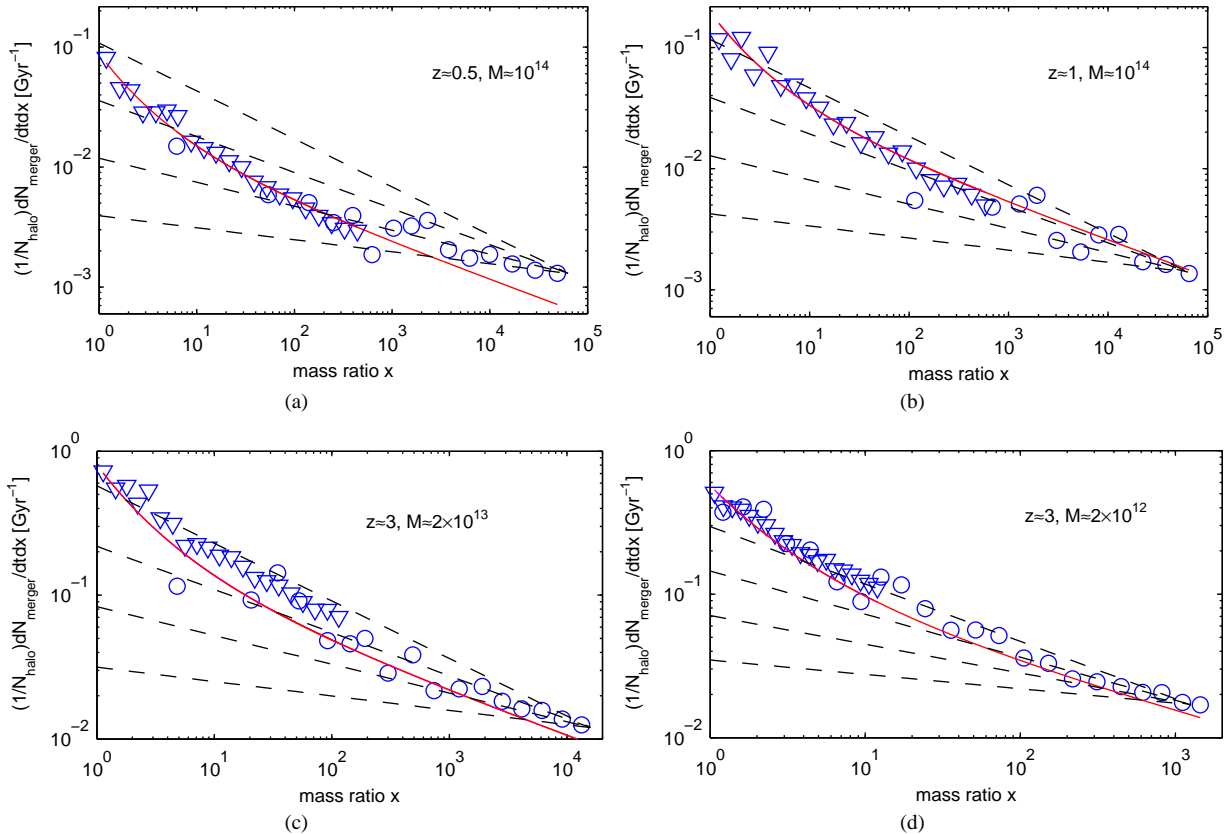 z≈0.5, M≈10^14
(1/N_halo)dN_merger/dtdx [Gyr^−1]
10^−1
10^−2
10^−3
10^0 10^1 10^2 10^3 10^4 10^5
mass ratio x
(a)
z≈1, M≈10^14
(1/N_halo)dN_merger/dtdx [Gyr^−1]
10^−1
10^−2
10^−3
10^0 10^1 10^2 10^3 10^4 10^5
mass ratio x
(b)
z≈3, M≈2×10^13
(1/N_halo)dN_merger/dtdx [Gyr^−1]
10^0
10^−1
10^−2
10^0 10^1 10^2 10^3 10^4
mass ratio x
(c)
z≈3, M≈2×10^12
(1/N_halo)dN_merger/dtdx [Gyr^−1]
10^0
10^−1
10^−2
10^0 10^1 10^2 10^3
mass ratio x
(d)